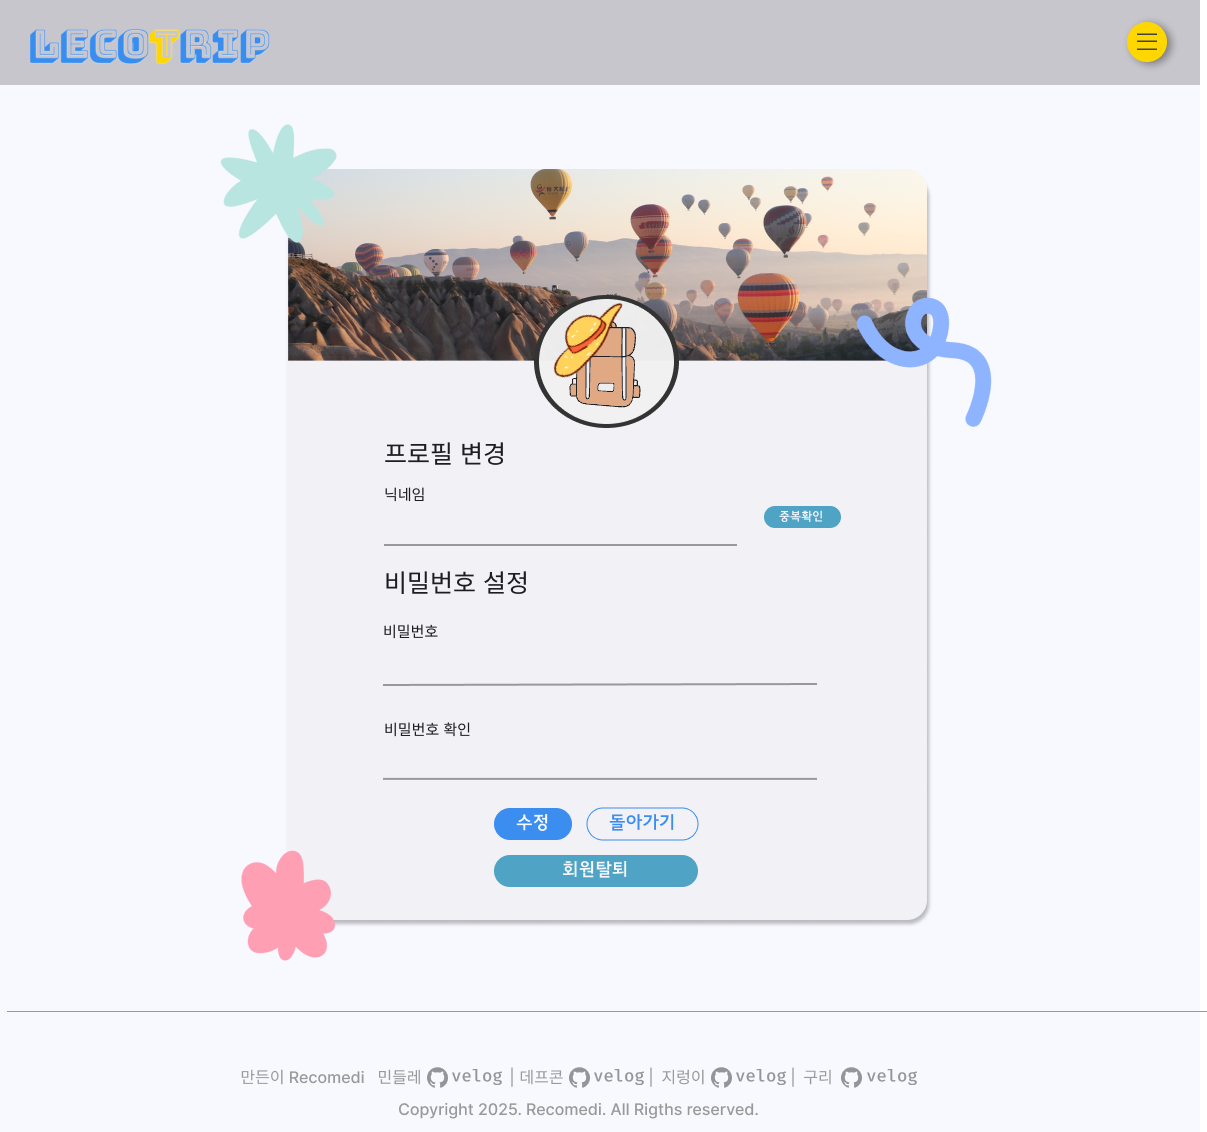 LECOTRIP
프로필 변경
닉네임
중복확인
비밀번호 설정
비밀번호
비밀번호 확인
수정 돌아가기
회원탈퇴
만든이 Recomedi 민들레 velog | 데프콘 velog | 지렁이 velog | 구리 velog
Copyright 2025. Recomedi. All Rigths reserved.